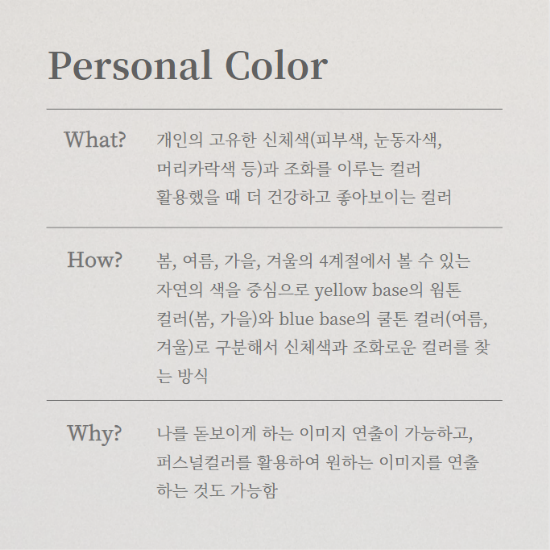 Personal Color
What?
개인의 고유한 신체색(피부색, 눈동자색,
머리카락색 등)과 조화를 이루는 컬러
활용했을 때 더 건강하고 좋아보이는 컬러
How?
봄, 여름, 가을, 겨울의 4계절에서 볼 수 있는
자연의 색을 중심으로 yellow base의 웜톤
컬러(봄, 가을)와 blue base의 쿨톤 컬러(여름,
겨울)로 구분해서 신체색과 조화로운 컬러를 찾
는 방식
Why?
나를 돋보이게 하는 이미지 연출이 가능하고,
퍼스널컬러를 활용하여 원하는 이미지를 연출
하는 것도 가능함